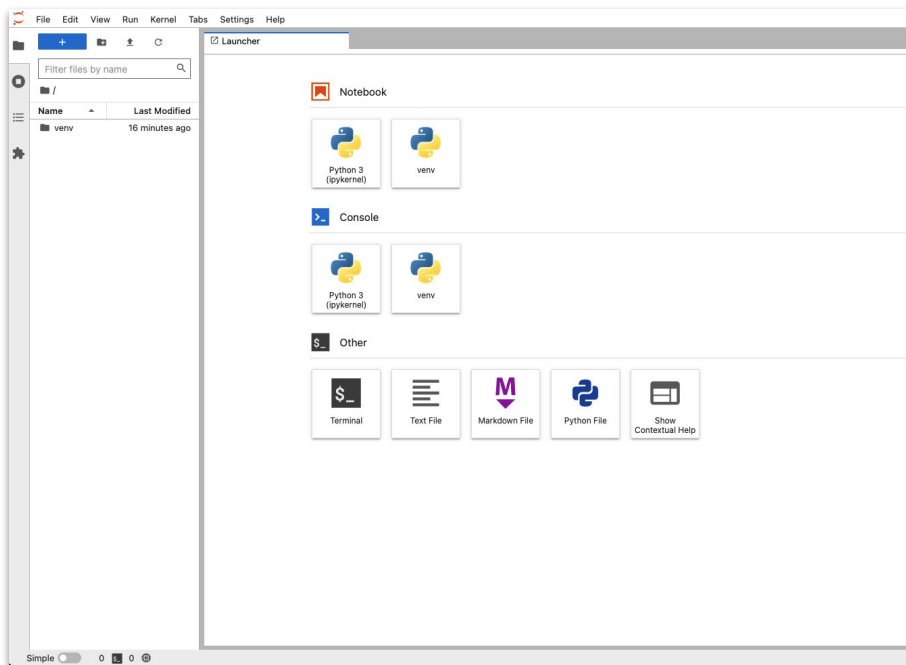 File Edit View Run Kernel Tabs Settings Help
+
Launcher
Filter files by name
/
Name Last Modified
venv 16 minutes ago
Notebook
Python 3
(ipykernel)
venv
>_ Console
Python 3
(ipykernel)
venv
$_ Other
$_
Terminal
Text File
M
Markdown File
Python File
Show
Contextual Help
Simple 0 $_ 0